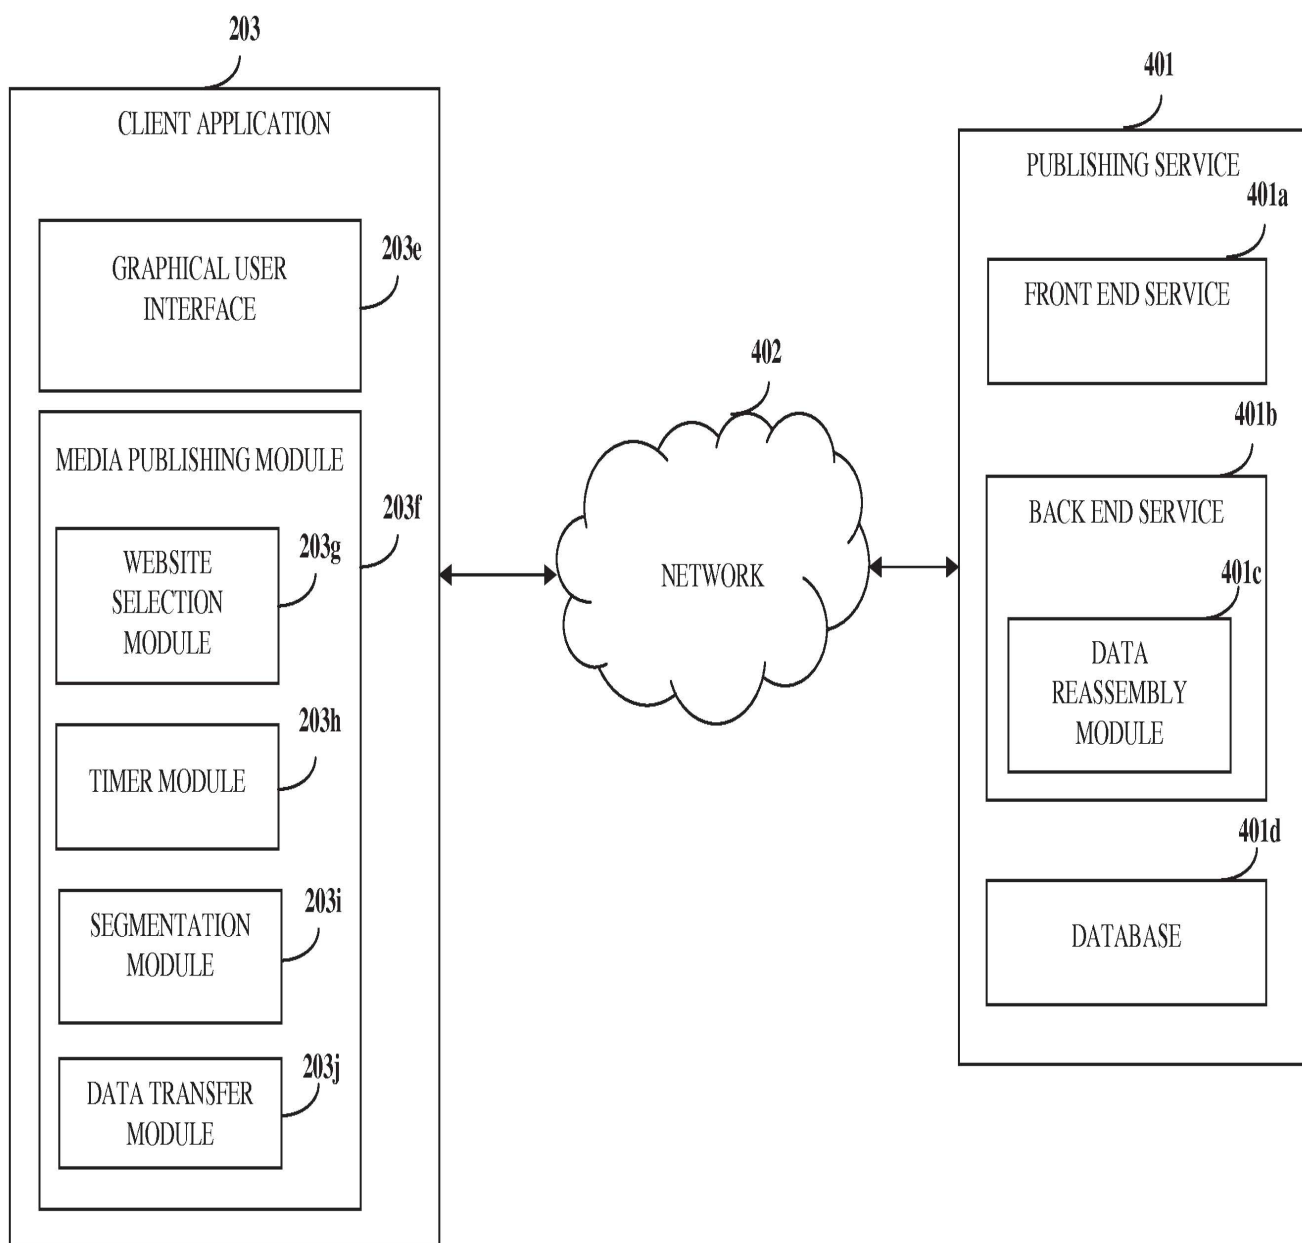 203
CLIENT APPLICATION
203e
GRAPHICAL USER
INTERFACE
MEDIA PUBLISHING MODULE
203f
203g
WEBSITE
SELECTION
MODULE
203h
TIMER MODULE
203i
SEGMENTATION
MODULE
203j
DATA TRANSFER
MODULE
402
NETWORK
401
PUBLISHING SERVICE
401a
FRONT END SERVICE
401b
BACK END SERVICE
401c
DATA
REASSEMBLY
MODULE
401d
DATABASE